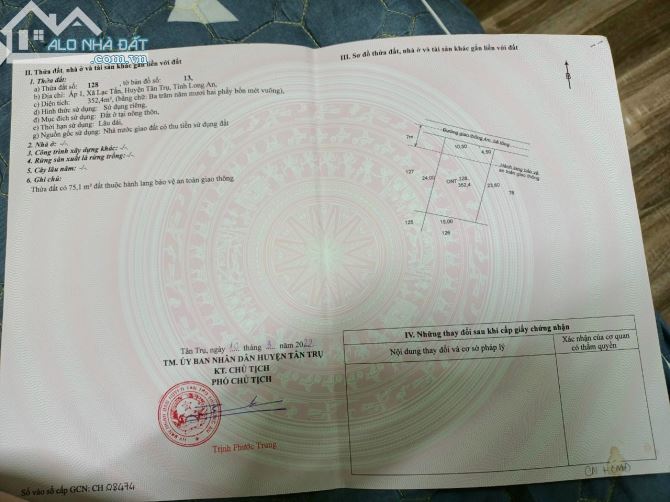 ALO NHÀ ĐẤT
.com.vn
II. Thửa đất, nhà ở và tài sản khác gắn liền với đất
1. Thửa đất:
a) Thửa đất số: 128, tờ bản đồ số: 13,
b) Địa chỉ: Ấp 1, Xã Lạc Tấn, Huyện Tân Trụ, Tỉnh Long An,
c) Diện tích: 352,4m², (bằng chữ: Ba trăm năm mươi hai phẩy bốn mét vuông),
d) Hình thức sử dụng: Sử dụng riêng,
đ) Mục đích sử dụng: Đất ở tại nông thôn,
e) Thời hạn sử dụng: Lâu dài,
g) Nguồn gốc sử dụng: Nhà nước giao đất có thu tiền sử dụng đất
2. Nhà ở: -/-.
3. Công trình xây dựng khác: -/-.
4. Rừng sản xuất là rừng trồng: -/-.
5. Cây lâu năm: -/-.
6. Ghi chú:
Thửa đất có 75,1 m² đất thuộc hành lang bảo vệ an toàn giao thông.
Tân Trụ, ngày 10 tháng 3 năm
TM. ỦY BAN NHÂN DÂN HUYỆN TÂN TRỤ
KT. CHỦ TỊCH
PHÓ CHỦ TỊCH
Trịnh Phước Trung
Số vào sổ cấp GCN: CH 08474
III. Sơ đồ thửa đất, nhà ở và tài sản khác gắn liền với đất
B
Đường giao thông
7m
10,50
4,50
Hành lang bảo vệ
an toàn giao thông
127
24,00
ONT
128
352,4
23,60
76
125
15,00
126
IV. Những thay đổi sau khi cấp giấy chứng nhận
Nội dung thay đổi và cơ sở pháp lý
Xác nhận của cơ quan
có thẩm quyền